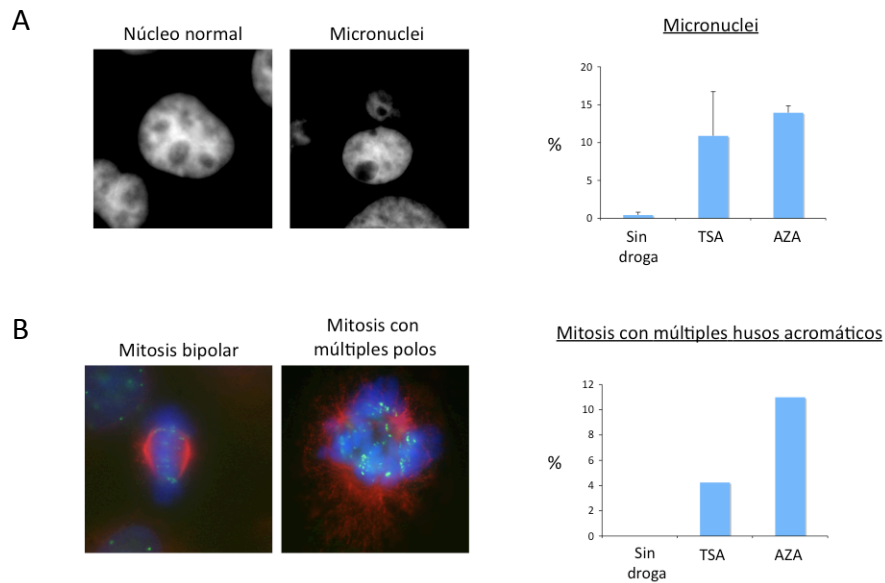 A
Núcleo normal
Micronuclei
Micronuclei
20
15
10
5
0
%
Sin
droga
TSA
AZA
B
Mitosis bipolar
Mitosis con
múltiples polos
Mitosis con múltiples husos acromáticos
12
10
8
6
4
2
0
%
Sin
droga
TSA
AZA